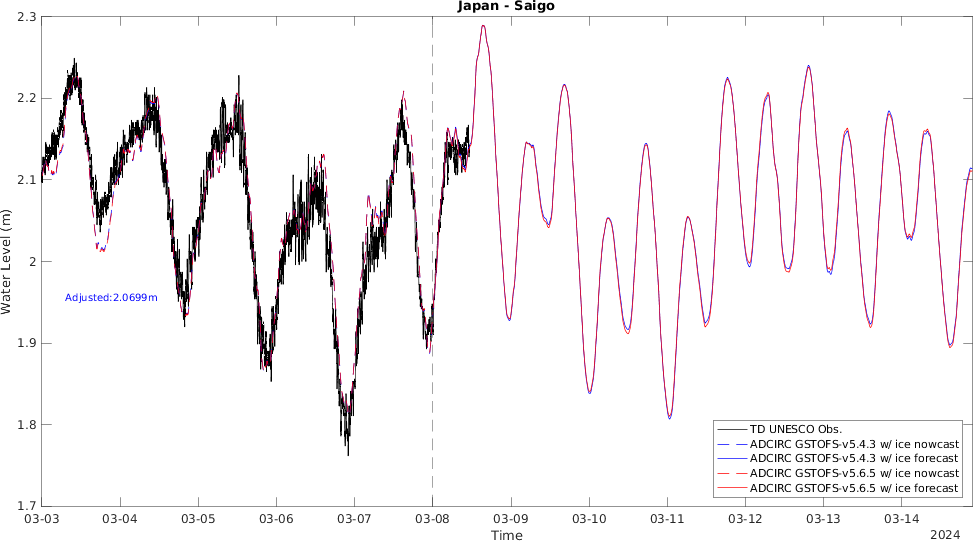 Japan - Saigo
2.3
2.2
2.1
2
1.9
1.8
1.7
Water Level (m)
Adjusted:2.0699m
TD UNESCO Obs.
ADCIRC GSTOFS-v5.4.3 w/ ice nowcast
ADCIRC GSTOFS-v5.4.3 w/ ice forecast
ADCIRC GSTOFS-v5.6.5 w/ ice nowcast
ADCIRC GSTOFS-v5.6.5 w/ ice forecast
03-03 03-04 03-05 03-06 03-07 03-08 03-09 03-10 03-11 03-12 03-13 03-14
Time
2024